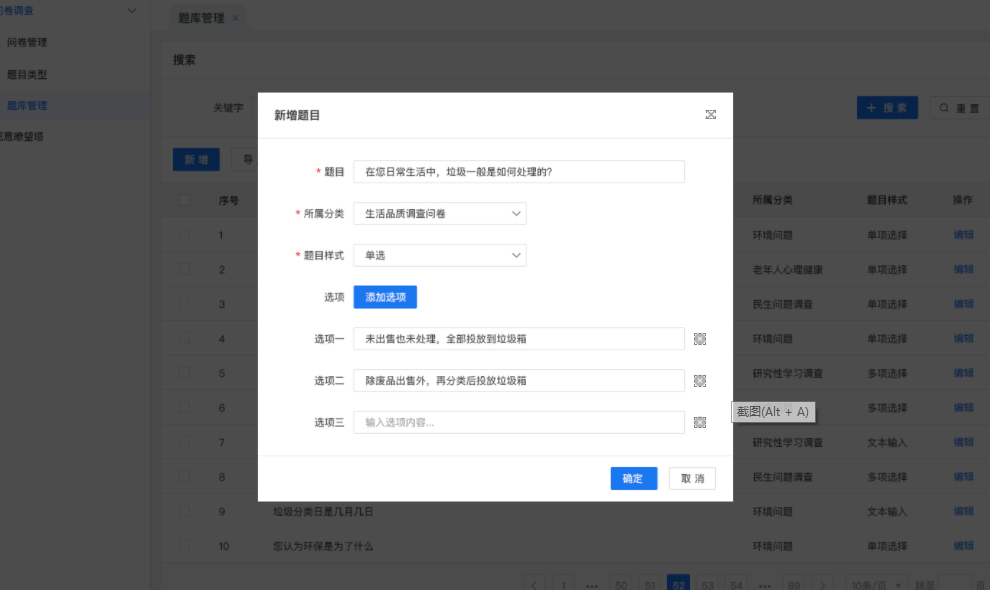 问卷调查
题库管理 ×
问卷管理
题目类型
题库管理
民意瞭望塔
搜索
关键字
+ 搜索
重置
新增
导
序号
所属分类
题目样式
操作
1
环境问题
单项选择
编辑
2
老年人心理健康
单项选择
编辑
3
民生问题调查
单项选择
编辑
4
环境问题
单项选择
编辑
5
研究性学习调查
多项选择
编辑
6
多项选择
编辑
7
研究性学习调查
文本输入
编辑
8
民生问题调查
多项选择
编辑
9
垃圾分类日是几月几日
环境问题
文本输入
编辑
10
您认为环保是为了什么
环境问题
单项选择
编辑
新增题目
* 题目
在您日常生活中，垃圾一般是如何处理的?
* 所属分类
生活品质调查问卷
* 题目样式
单选
选项
添加选项
选项一
未出售也未处理，全部投放到垃圾箱
选项二
除废品出售外，再分类后投放垃圾箱
选项三
输入选项内容...
确定
取消
截图(Alt + A)
< 1 ••• 50 51 52 53 54 ••• 89 > 10条/页 跳至 页